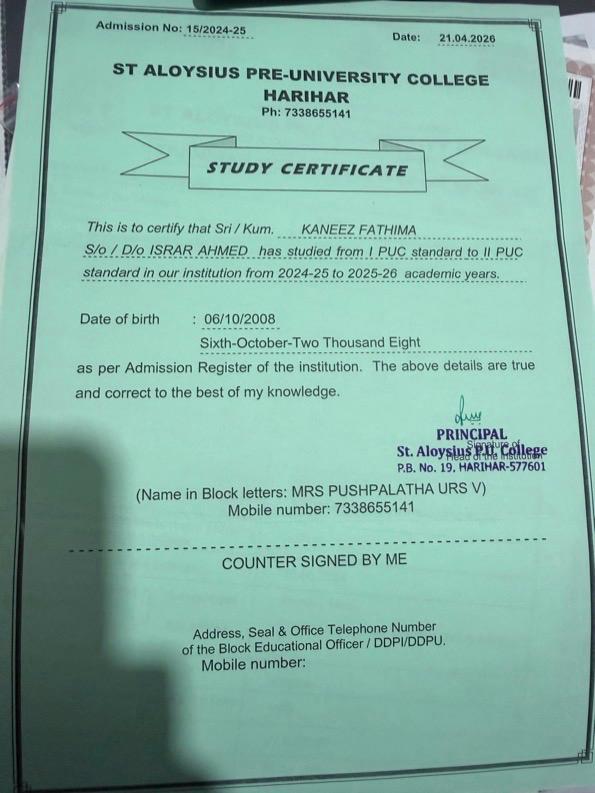 Admission No: 15/2024-25
Date: 21.04.2026
ST ALOYSIUS PRE-UNIVERSITY COLLEGE
HARIHAR
Ph: 7338655141
STUDY CERTIFICATE
This is to certify that Sri / Kum. KANEEZ FATHIMA
S/o / D/o ISRAR AHMED has studied from I PUC standard to II PUC
standard in our institution from 2024-25 to 2025-26 academic years.
Date of birth : 06/10/2008
Sixth-October-Two Thousand Eight
as per Admission Register of the institution. The above details are true
and correct to the best of my knowledge.
PRINCIPAL
Signature of
St. Aloysius P.U. College
Head of the Institution
P.B. No. 19, HARIHAR-577601
(Name in Block letters: MRS PUSHPALATHA URS V)
Mobile number: 7338655141
COUNTER SIGNED BY ME
Address, Seal & Office Telephone Number
of the Block Educational Officer / DDPI/DDPU.
Mobile number: